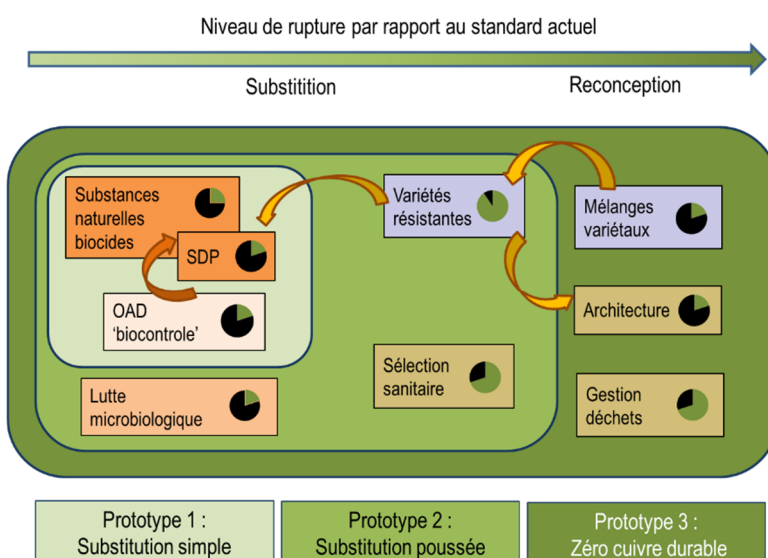 Niveau de rupture par rapport au standard actuel
Substitition
Reconception
Substances
naturelles
biocides
SDP
OAD
‘biocontrole’
Lutte
microbiologique
Variétés
résistantes
Sélection
sanitaire
Mélanges
variétaux
Architecture
Gestion
déchets
Prototype 1 :
Substitution simple
Prototype 2 :
Substitution poussée
Prototype 3 :
Zéro cuivre durable